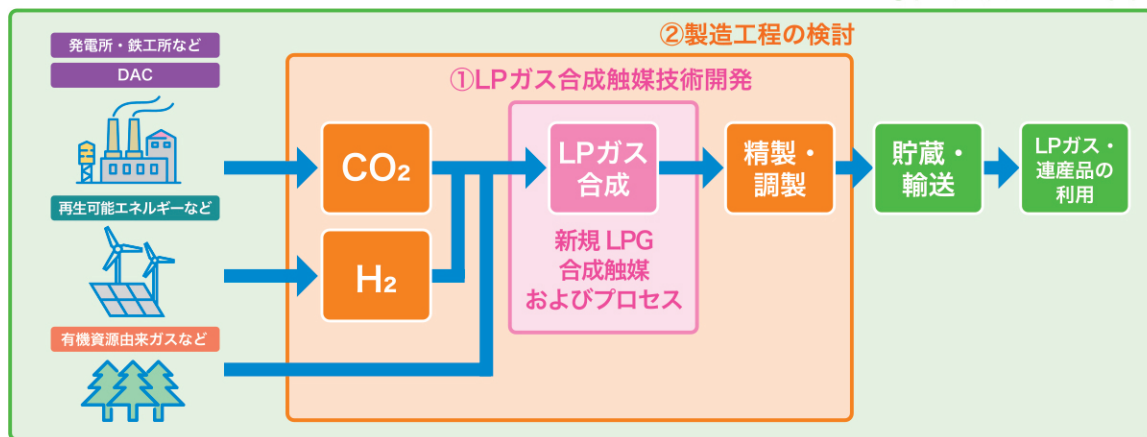 ②製造工程の検討
①LPガス合成触媒技術開発
発電所・鉄工所など
DAC
再生可能エネルギーなど
有機資源由来ガスなど
CO₂
H₂
LPガス
合成
新規 LPG
合成触媒
およびプロセス
精製・
調製
貯蔵・
輸送
LPガス・
連産品の
利用